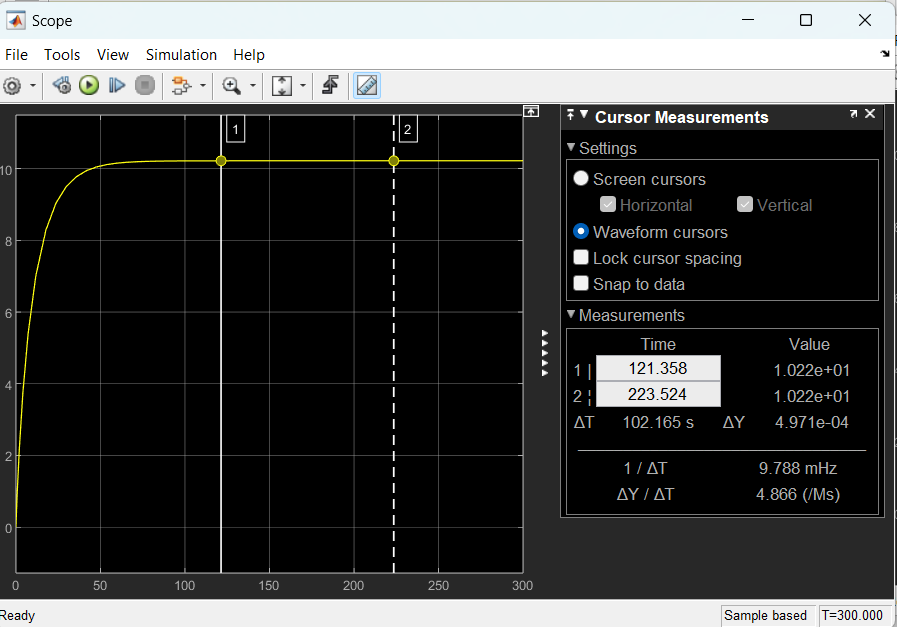 Scope
File Tools View Simulation Help
1
2
10
8
6
4
2
0
0 50 100 150 200 250 300
Cursor Measurements
Settings
Screen cursors
Horizontal Vertical
Waveform cursors
Lock cursor spacing
Snap to data
Measurements
Time Value
1 | 121.358 1.022e+01
2 ¦ 223.524 1.022e+01
ΔT 102.165 s ΔY 4.971e-04
1 / ΔT 9.788 mHz
ΔY / ΔT 4.866 (/Ms)
Ready Sample based T=300.000